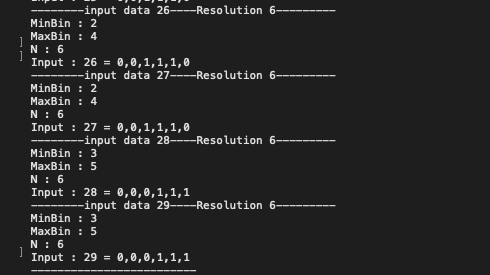 --------input data 26----Resolution 6---------
MinBin : 2
MaxBin : 4
N : 6
Input : 26 = 0,0,1,1,1,0
--------input data 27----Resolution 6---------
MinBin : 2
MaxBin : 4
N : 6
Input : 27 = 0,0,1,1,1,0
--------input data 28----Resolution 6---------
MinBin : 3
MaxBin : 5
N : 6
Input : 28 = 0,0,0,1,1,1
--------input data 29----Resolution 6---------
MinBin : 3
MaxBin : 5
N : 6
Input : 29 = 0,0,0,1,1,1
-------------------------